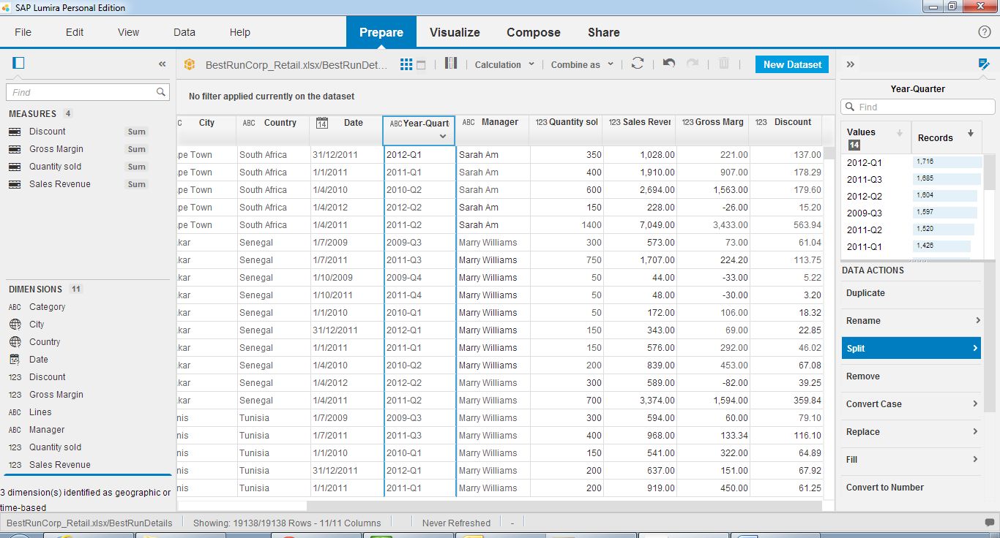 SAP Lumira Personal Edition
File Edit View Data Help Prepare Visualize Compose Share ?
« BestRunCorp_Retail.xlsx/BestRunDet... Calculation Combine as New Dataset »
Find
No filter applied currently on the dataset
Year-Quarter
Find
MEASURES 4
Discount Sum
Gross Margin Sum
Quantity sold Sum
Sales Revenue Sum
DIMENSIONS 11
ABC Category
City
Country
Date
123 Discount
123 Gross Margin
ABC Lines
ABC Manager
123 Quantity sold
123 Sales Revenue
3 dimension(s) identified as geographic or
time-based
C City ABC Country 14 Date ABC Year-Quart ABC Manager 123 Quantity sol 123 Sales Rever 123 Gross Marg 123 Discount
pe Town South Africa 31/12/2011 2012-Q1 Sarah Am 350 1,028.00 221.00 137.00
pe Town South Africa 1/1/2011 2011-Q1 Sarah Am 400 1,910.00 907.00 178.29
pe Town South Africa 1/4/2010 2010-Q2 Sarah Am 600 2,694.00 1,563.00 179.60
pe Town South Africa 1/4/2012 2012-Q2 Sarah Am 150 228.00 -26.00 15.20
pe Town South Africa 1/4/2011 2011-Q2 Sarah Am 1400 7,049.00 3,433.00 563.94
kar Senegal 1/7/2009 2009-Q3 Marry Williams 300 573.00 73.00 61.04
kar Senegal 1/7/2011 2011-Q3 Marry Williams 750 1,707.00 224.20 113.75
kar Senegal 1/10/2009 2009-Q4 Marry Williams 50 44.00 -33.00 5.22
kar Senegal 1/10/2011 2011-Q4 Marry Williams 50 48.00 -30.00 3.20
kar Senegal 1/1/2010 2010-Q1 Marry Williams 50 172.00 106.00 18.32
kar Senegal 31/12/2011 2012-Q1 Marry Williams 150 343.00 69.00 22.85
kar Senegal 1/1/2011 2011-Q1 Marry Williams 150 576.00 292.00 46.02
kar Senegal 1/4/2010 2010-Q2 Marry Williams 200 839.00 453.00 67.08
kar Senegal 1/4/2012 2012-Q2 Marry Williams 300 589.00 -82.00 39.25
kar Senegal 1/4/2011 2011-Q2 Marry Williams 700 3,374.00 1,594.00 359.84
nis Tunisia 1/7/2009 2009-Q3 Marry Williams 300 594.00 60.00 79.10
nis Tunisia 1/7/2011 2011-Q3 Marry Williams 400 968.00 133.34 116.10
nis Tunisia 1/1/2010 2010-Q1 Marry Williams 150 541.00 322.00 64.89
nis Tunisia 31/12/2011 2012-Q1 Marry Williams 200 637.00 151.00 67.92
nis Tunisia 1/1/2011 2011-Q1 Marry Williams 200 919.00 450.00 61.25
Values Records
14
2012-Q1 1,716
2011-Q3 1,685
2012-Q2 1,604
2009-Q3 1,597
2011-Q2 1,520
2011-Q1 1,426
DATA ACTIONS
Duplicate
Rename
Split
Remove
Convert Case
Replace
Fill
Convert to Number
BestRunCorp_Retail.xlsx/BestRunDetails Showing: 19138/19138 Rows - 11/11 Columns Never Refreshed -